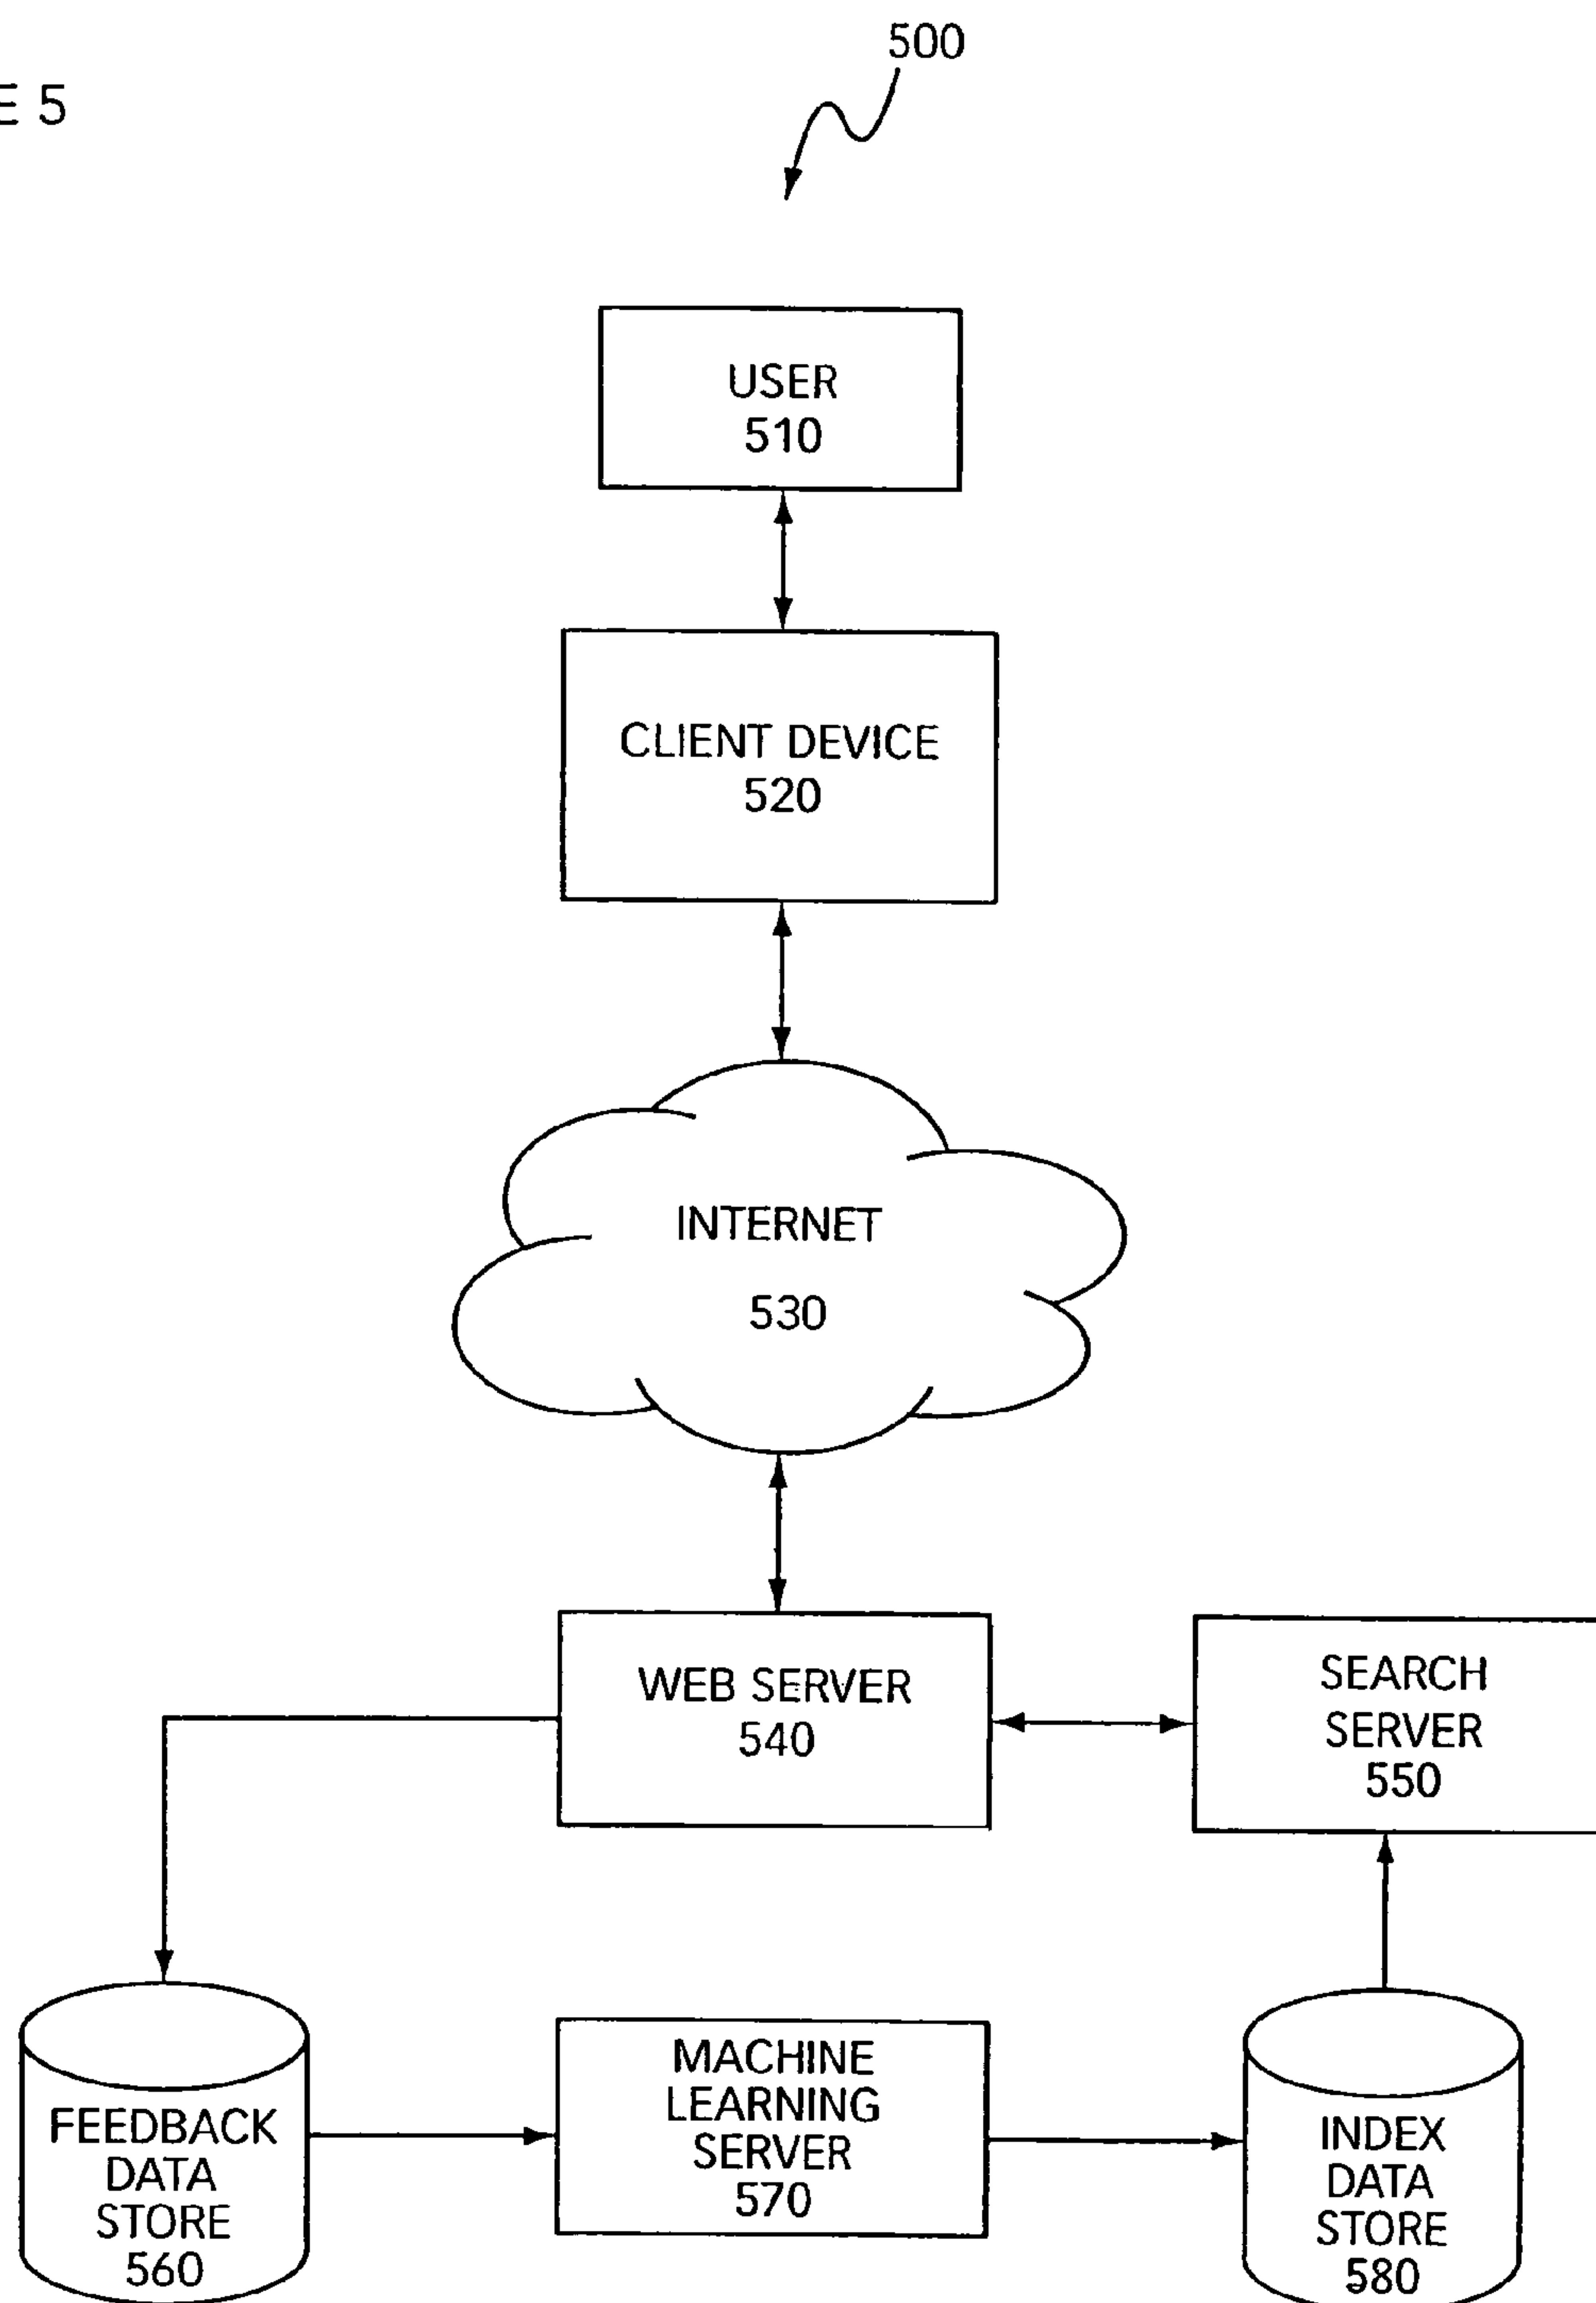 E 5
500
USER
510
CLIENT DEVICE
520
INTERNET
530
WEB SERVER
540
SEARCH
SERVER
550
FEEDBACK
DATA
STORE
560
MACHINE
LEARNING
SERVER
570
INDEX
DATA
STORE
580